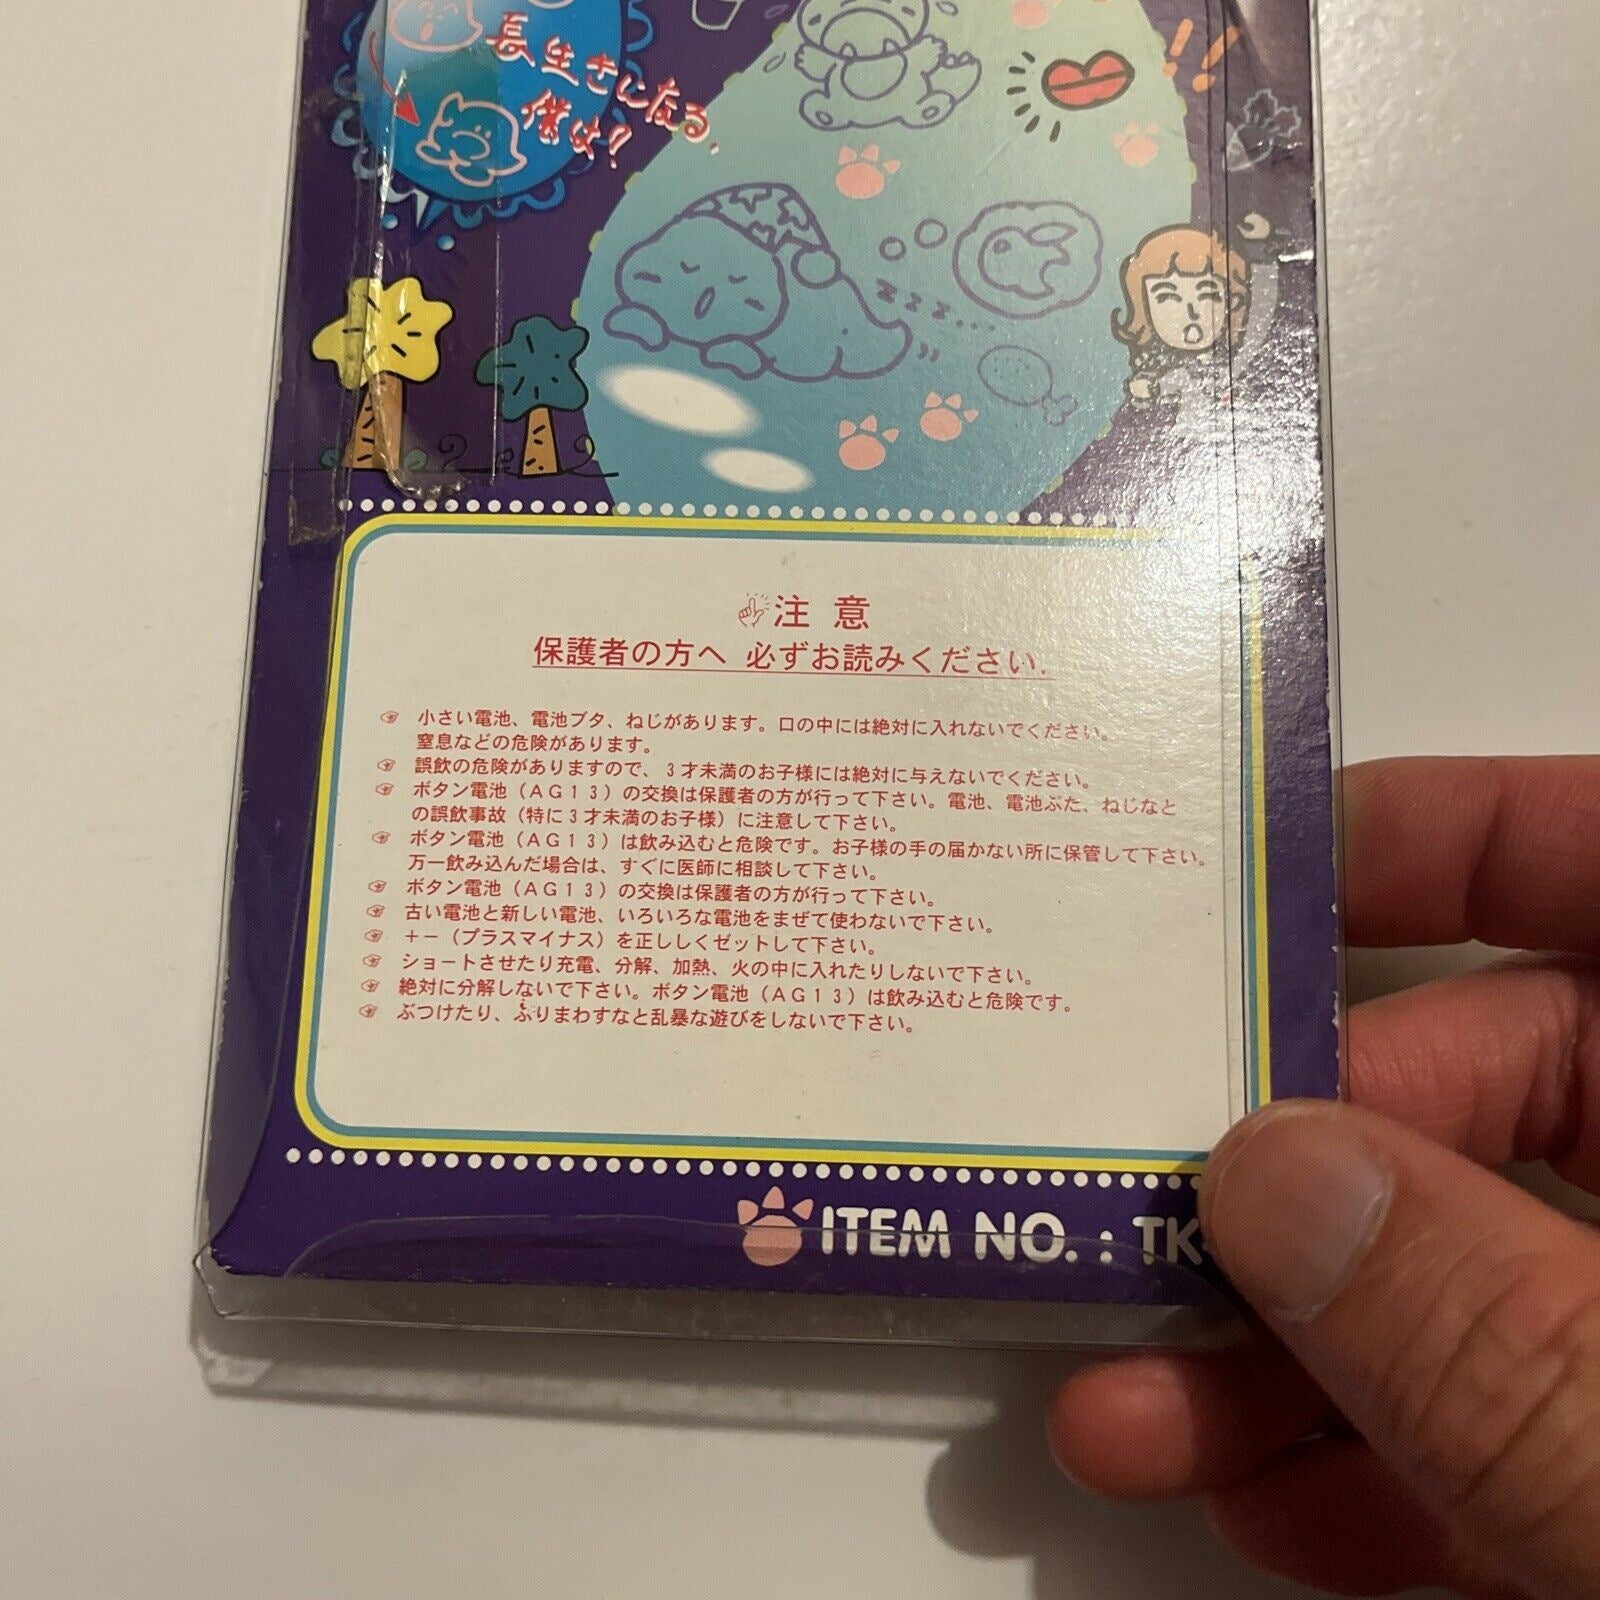 長生きになる.
僕は?
zzz...
注意
保護者の方へ 必ずお読みください.
小さい電池、電池ブタ、ねじがあります。口の中には絶対に入れないでください。
窒息などの危険があります。
誤飲の危険がありますので、3才未満のお子様には絶対に与えないでください。
ボタン電池(AG13)の交換は保護者の方が行って下さい。電池、電池ぶた、ねじなと
の誤飲事故(特に3才未満のお子様)に注意して下さい。
ボタン電池(AG13)は飲み込むと危険です。お子様の手の届かない所に保管して下さい。
万一飲み込んだ場合は、すぐに医師に相談して下さい。
ボタン電池(AG13)の交換は保護者の方が行って下さい。
古い電池と新しい電池、いろいろな電池をまぜて使わないで下さい。
+-(プラスマイナス)を正ししくゼットして下さい。
ショートさせたり充電、分解、加熱、火の中に入れたりしないで下さい。
絶対に分解しないで下さい。ボタン電池(AG13)は飲み込むと危険です。
ぶつけたり、ふりまわすなと乱暴な遊びをしないで下さい。
ITEM NO. : TK